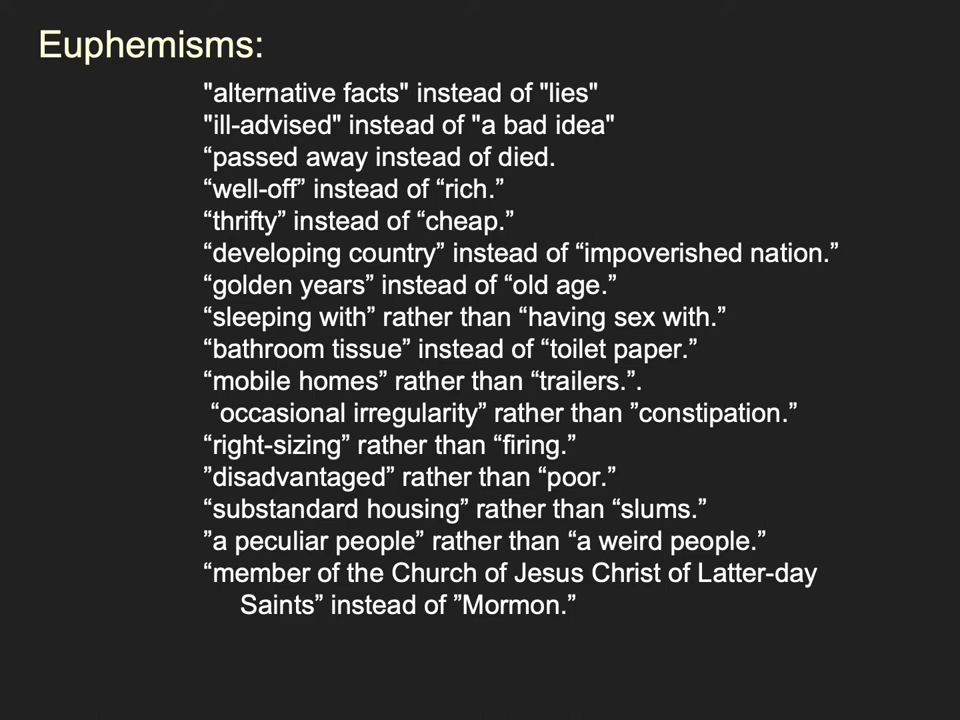 Euphemisms:
"alternative facts" instead of "lies"
"ill-advised" instead of "a bad idea"
“passed away instead of died.
“well-off” instead of “rich.”
“thrifty” instead of “cheap.”
“developing country” instead of “impoverished nation.”
“golden years” instead of “old age.”
“sleeping with” rather than “having sex with.”
“bathroom tissue” instead of “toilet paper.”
“mobile homes” rather than “trailers.”.
“occasional irregularity” rather than ”constipation.”
“right-sizing” rather than “firing.”
”disadvantaged” rather than “poor.”
“substandard housing” rather than “slums.”
”a peculiar people” rather than “a weird people.”
“member of the Church of Jesus Christ of Latter-day
Saints” instead of ”Mormon.”